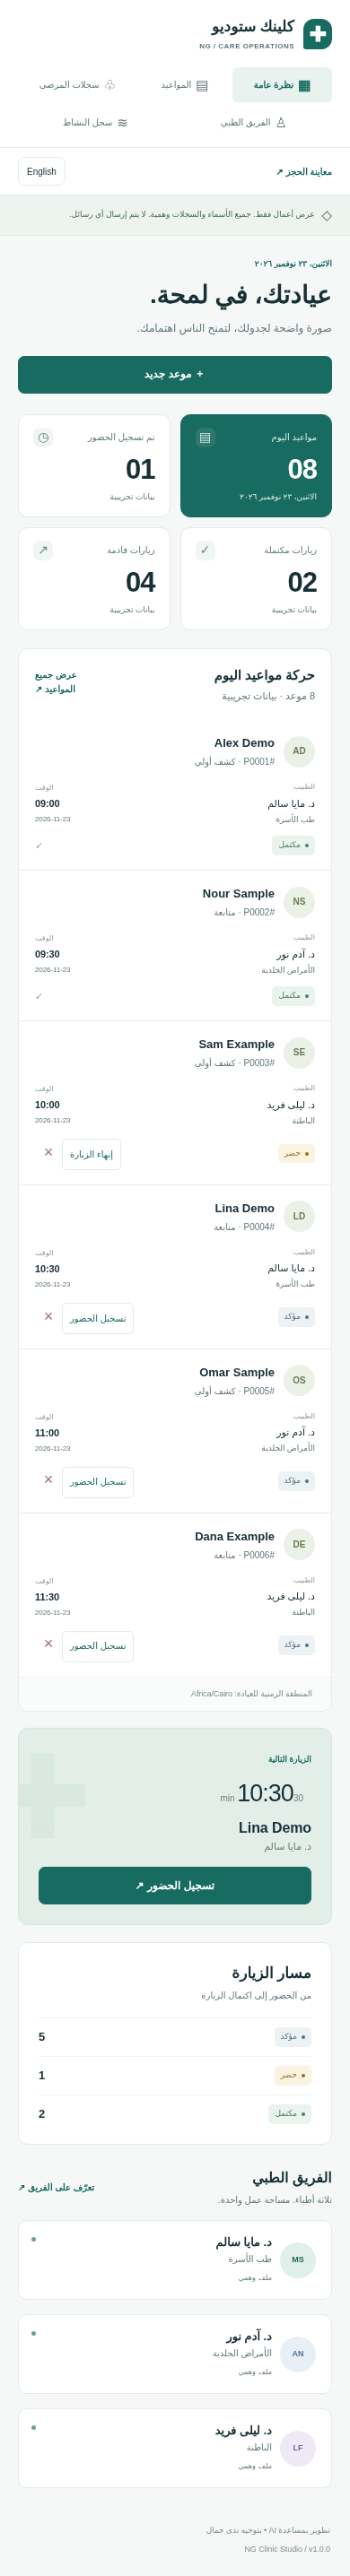 كلينك ستوديو
NG / CARE OPERATIONS
نظرة عامة
المواعيد
سجلات المرضى
الفريق الطبي
سجل النشاط
معاينة الحجز ↗
English
عرض أعمال فقط. جميع الأسماء والسجلات وهمية. لا يتم إرسال أي رسائل.
الاثنين، ٢٣ نوفمبر ٢٠٢٦
عيادتك، في لمحة.
صورة واضحة لجدولك، لتمنح الناس اهتمامك.
+ موعد جديد
مواعيد اليوم
08
الاثنين، ٢٣ نوفمبر ٢٠٢٦
تم تسجيل الحضور
01
بيانات تجريبية
زيارات مكتملة
02
بيانات تجريبية
زيارات قادمة
04
بيانات تجريبية
حركة مواعيد اليوم
8 موعد · بيانات تجريبية
عرض جميع
المواعيد ↗
AD
Alex Demo
#P0001 · كشف أولي
الطبيب
د. مايا سالم
طب الأسرة
الوقت
09:00
2026-11-23
مكتمل
✓
NS
Nour Sample
#P0002 · متابعة
الطبيب
د. آدم نور
الأمراض الجلدية
الوقت
09:30
2026-11-23
مكتمل
✓
SE
Sam Example
#P0003 · كشف أولي
الطبيب
د. ليلى فريد
الباطنة
الوقت
10:00
2026-11-23
حضر
إنهاء الزيارة
×
LD
Lina Demo
#P0004 · متابعة
الطبيب
د. مايا سالم
طب الأسرة
الوقت
10:30
2026-11-23
مؤكد
تسجيل الحضور
×
OS
Omar Sample
#P0005 · كشف أولي
الطبيب
د. آدم نور
الأمراض الجلدية
الوقت
11:00
2026-11-23
مؤكد
تسجيل الحضور
×
DE
Dana Example
#P0006 · متابعة
الطبيب
د. ليلى فريد
الباطنة
الوقت
11:30
2026-11-23
مؤكد
تسجيل الحضور
×
المنطقة الزمنية للعيادة: Africa/Cairo
الزيارة التالية
min 10:30 30
Lina Demo
د. مايا سالم
تسجيل الحضور ↗
مسار الزيارة
من الحضور إلى اكتمال الزيارة
مؤكد 5
حضر 1
مكتمل 2
الفريق الطبي
ثلاثة أطباء. مساحة عمل واحدة.
تعرّف على الفريق ↗
MS
د. مايا سالم
طب الأسرة
ملف وهمي
AN
د. آدم نور
الأمراض الجلدية
ملف وهمي
LF
د. ليلى فريد
الباطنة
ملف وهمي
تطوير بمساعدة AI • بتوجيه ندى جمال
NG Clinic Studio / v1.0.0